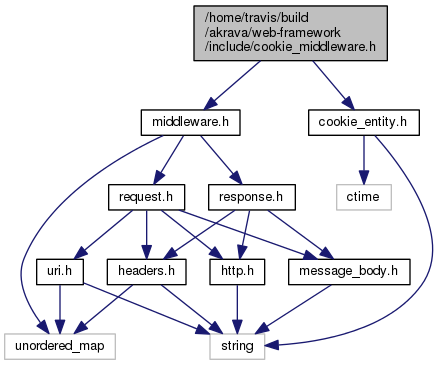 /home/travis/build
/akrava/web-framework
/include/cookie_middleware.h
middleware.h
cookie_entity.h
request.h
response.h
ctime
uri.h
headers.h
http.h
message_body.h
unordered_map
string